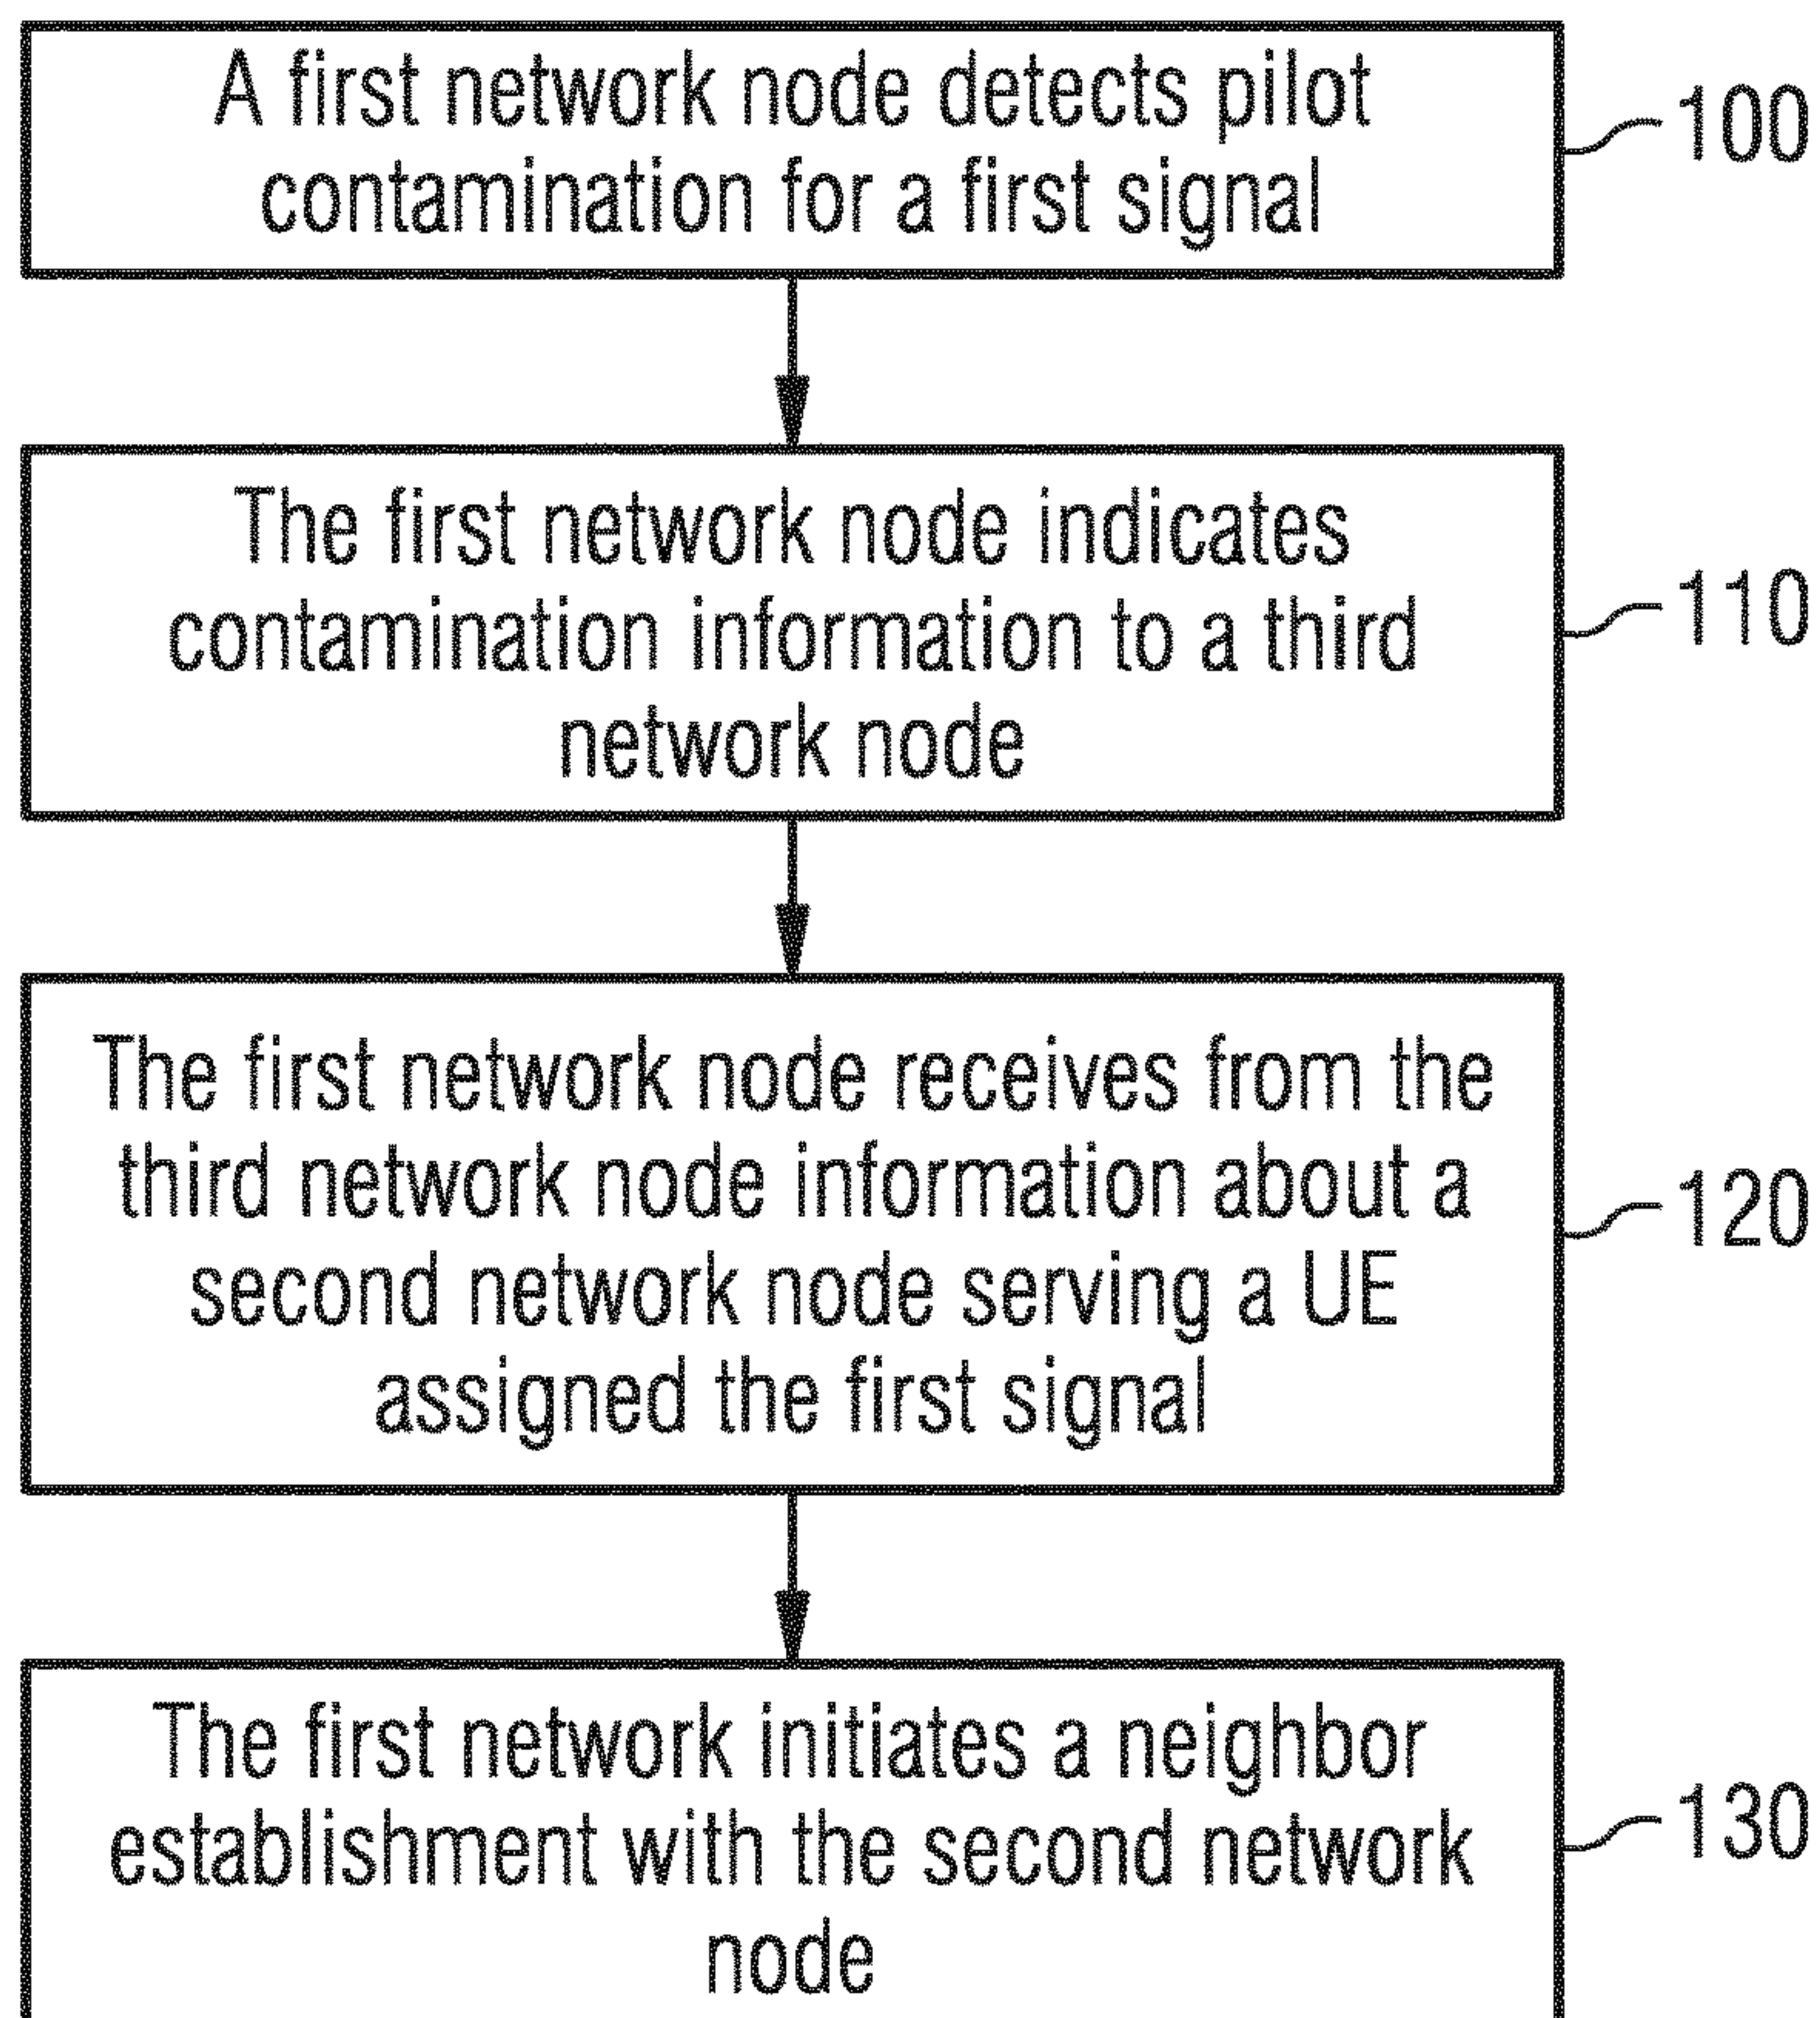 A first network node detects pilot
contamination for a first signal
100
The first network node indicates
contamination information to a third
network node
110
The first network node receives from the
third network node information about a
second network node serving a UE
assigned the first signal
120
The first network initiates a neighbor
establishment with the second network
node
130